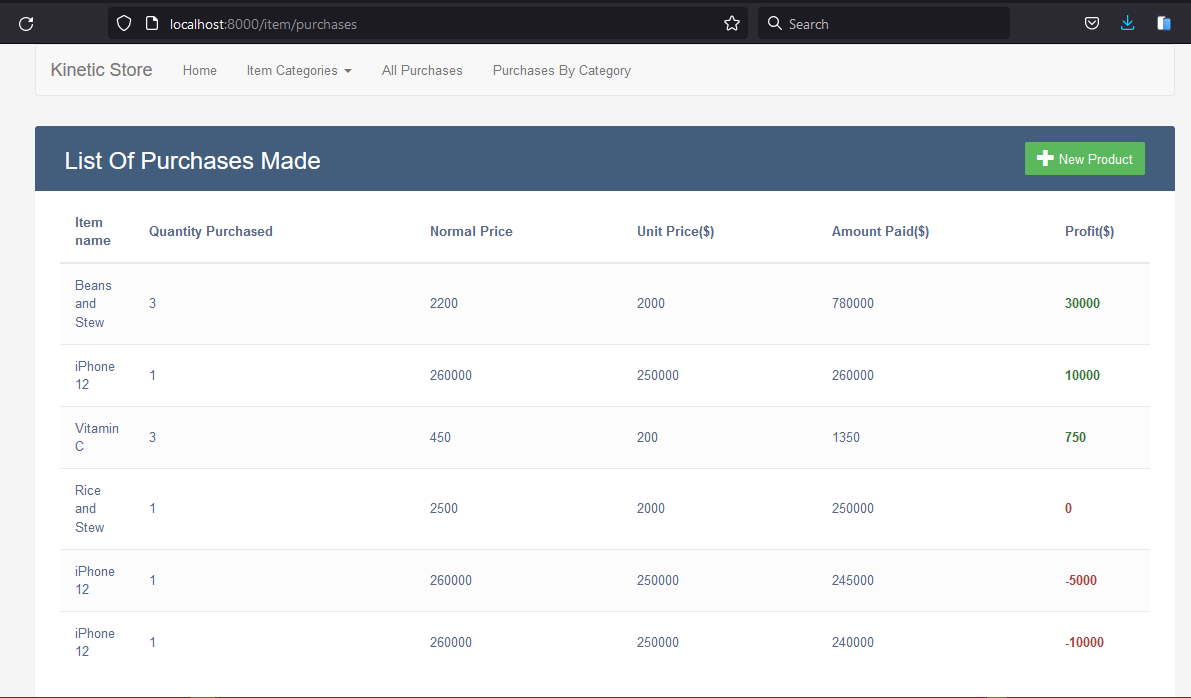 localhost:8000/item/purchases
Search
Kinetic Store Home Item Categories All Purchases Purchases By Category
List Of Purchases Made
New Product
Item name Quantity Purchased Normal Price Unit Price($) Amount Paid($) Profit($)
Beans and Stew 3 2200 2000 780000 30000
iPhone 12 1 260000 250000 260000 10000
Vitamin C 3 450 200 1350 750
Rice and Stew 1 2500 2000 250000 0
iPhone 12 1 260000 250000 245000 -5000
iPhone 12 1 260000 250000 240000 -10000